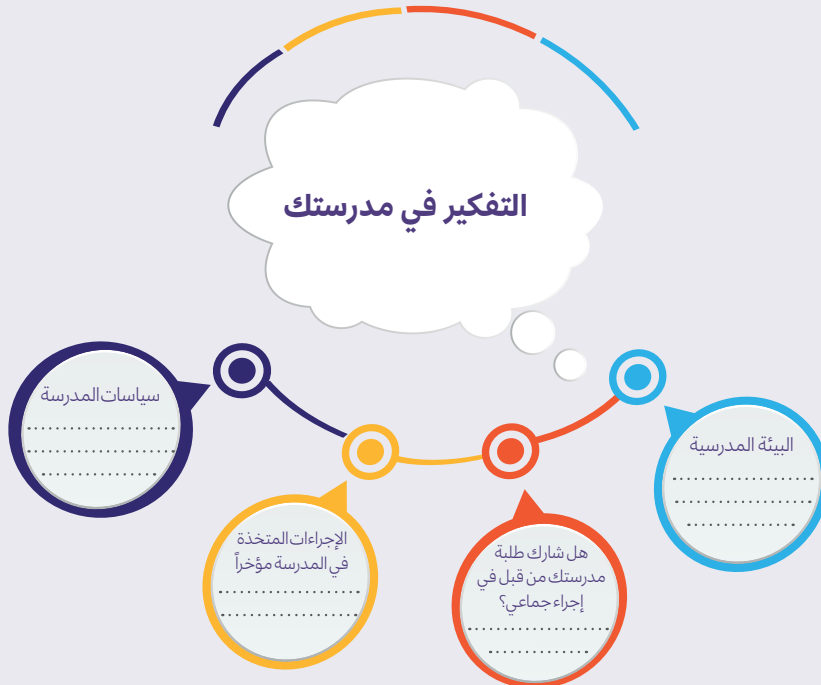 التفكير في مدرستك
البيئة المدرسية
................
...............
............
هل شارك طلبة
مدرستك من قبل في
إجراء جماعي؟
................
...........
الإجراءات المتخذة
في المدرسة مؤخراً
................
...............
سياسات المدرسة
................
................
.............